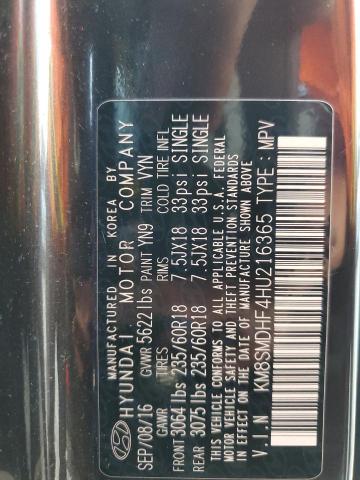 MANUFACTURED IN KOREA BY
HYUNDAI MOTOR COMPANY
SEP/08/16 GVWR 5622 lbs PAINT YN9 TRIM VYN
GAWR TIRES RIMS COLD TIRE INFL
FRONT 3064 lbs 235/60R18 7.5JX18 33psi SINGLE
REAR 3075 lbs 235/60R18 7.5JX18 33psi SINGLE
THIS VEHICLE CONFORMS TO ALL APPLICABLE U.S.A. FEDERAL
MOTOR VEHICLE SAFETY AND THEFT PREVENTION STANDARDS
IN EFFECT ON THE DATE OF MANUFACTURE SHOWN ABOVE
V.I.N : KM8SMDHF4HU216365 TYPE : MPV